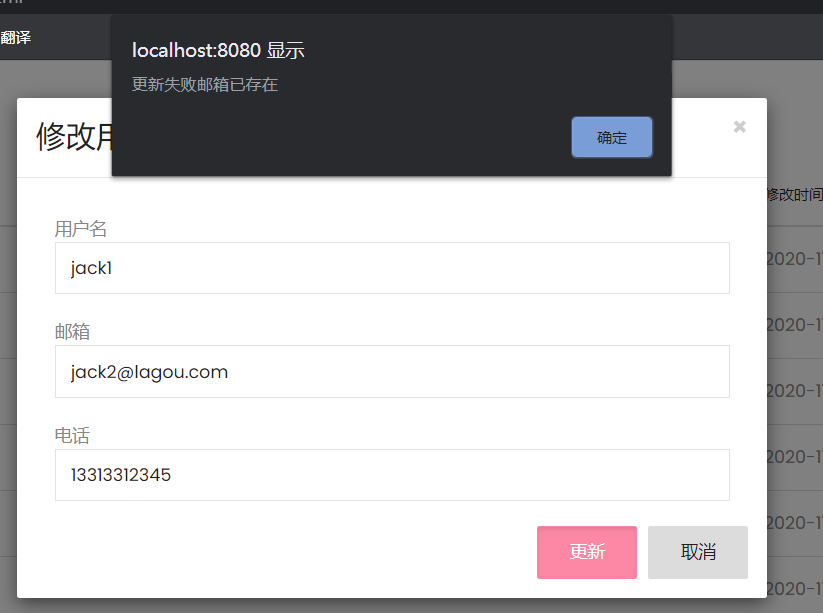 翻译
localhost:8080 显示
更新失败邮箱已存在
确定
修改用
×
修改时间
用户名
jack1
邮箱
jack2@lagou.com
电话
13313312345
更新
取消
2020-1
2020-1
2020-1
2020-1
2020-1
2020-1